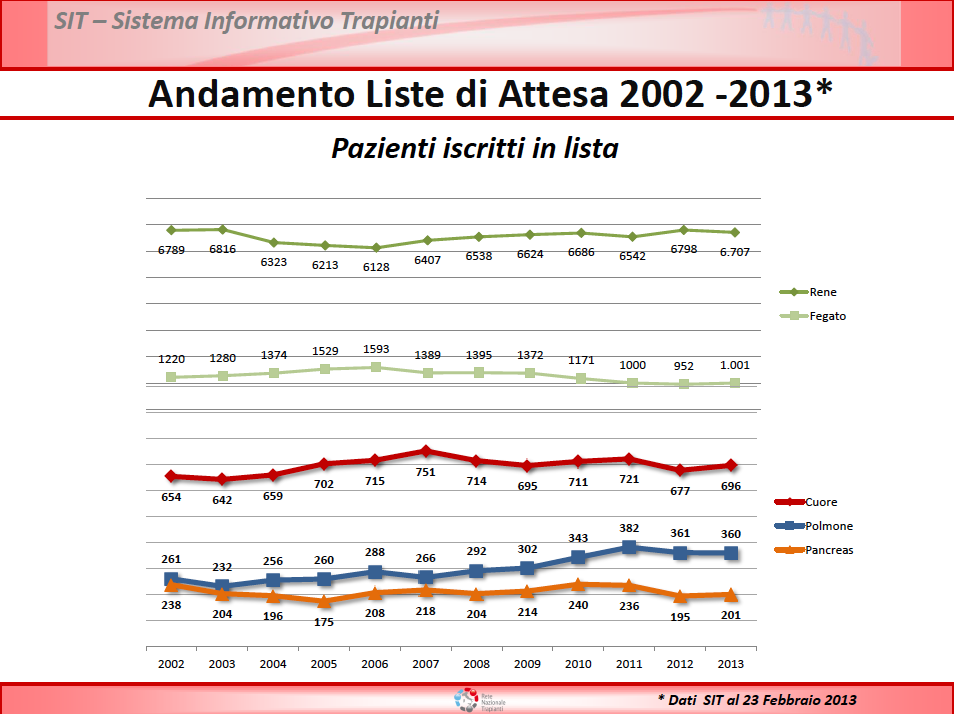 SIT – Sistema Informativo Trapianti
Andamento Liste di Attesa 2002 -2013*
Pazienti iscritti in lista
6789 6816 6323 6213 6128 6407 6538 6624 6686 6542 6798 6.707
Rene
Fegato
1220 1280 1374 1529 1593 1389 1395 1372 1171 1000 952 1.001
654 642 659 702 715 751 714 695 711 721 677 696
Cuore
Polmone
Pancreas
261 232 256 260 288 266 292 302 343 382 361 360
238 204 196 175 208 218 204 214 240 236 195 201
2002 2003 2004 2005 2006 2007 2008 2009 2010 2011 2012 2013
Rete
Nazionale
Trapianti
* Dati SIT al 23 Febbraio 2013